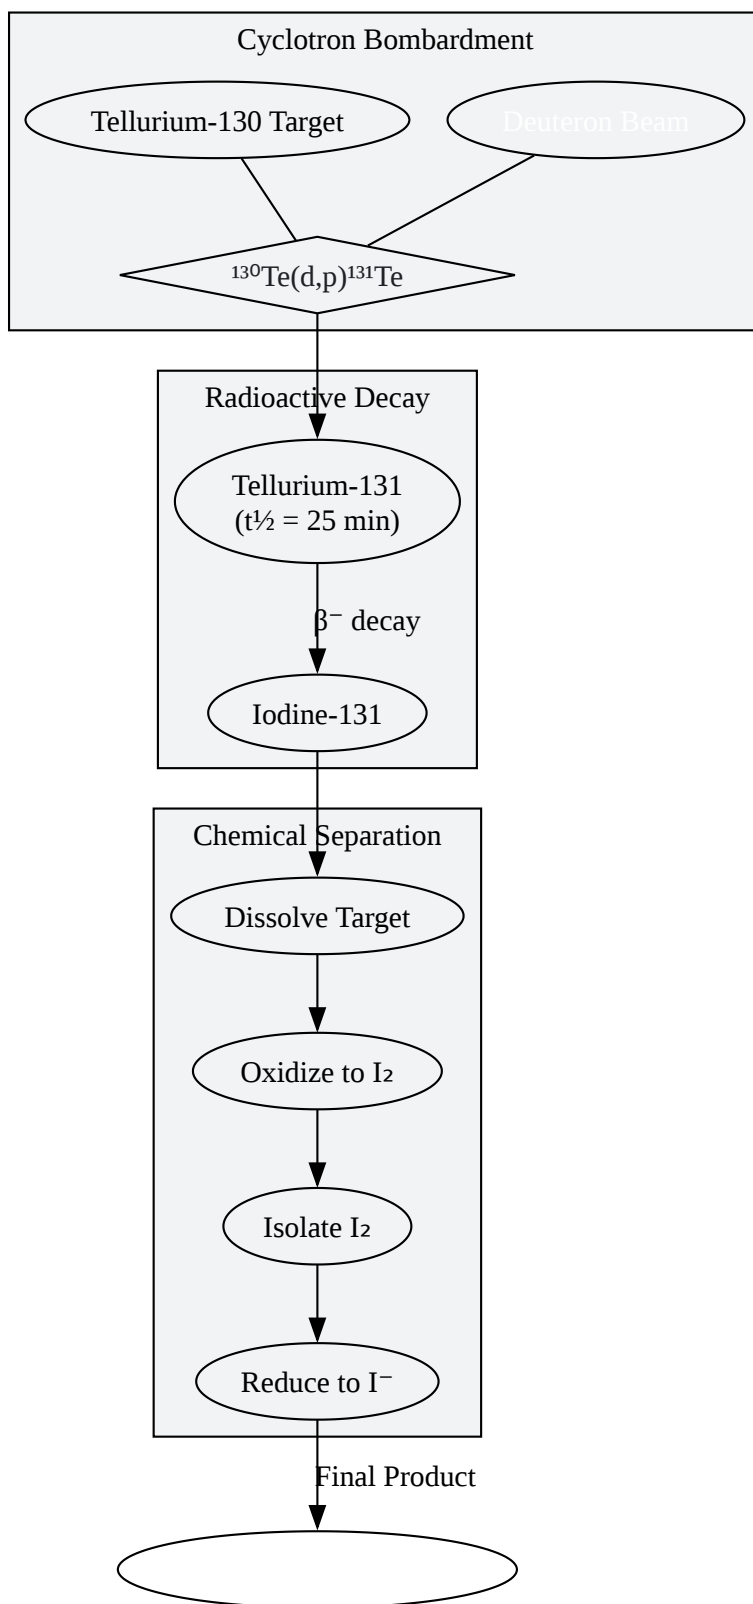 Cyclotron Bombardment
Tellurium-130 Target
Deuteron Beam
¹³⁰Te(d,p)¹³¹Te
Radioactive Decay
Tellurium-131
(t½ = 25 min)
β⁻ decay
Iodine-131
Chemical Separation
Dissolve Target
Oxidize to I₂
Isolate I₂
Reduce to I⁻
Final Product